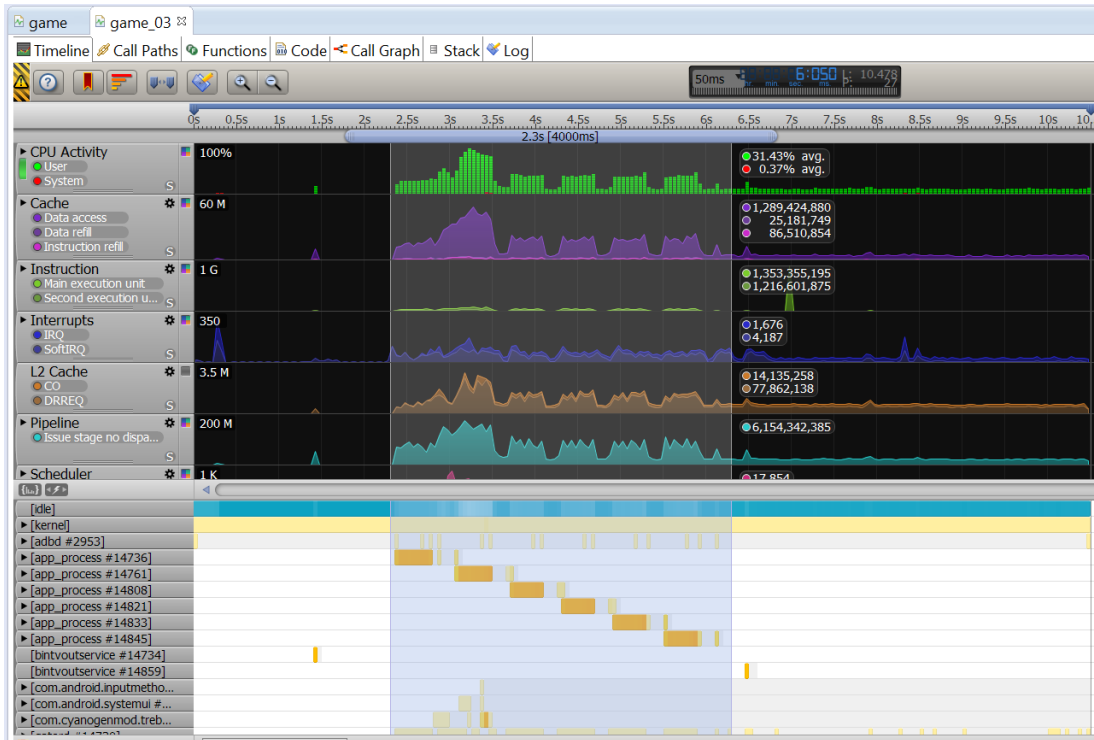 game game_03
Timeline Call Paths Functions Code Call Graph Stack Log
50ms 6:050 L: 10.478
hr min sec ms P: 27
0s 0.5s 1s 1.5s 2s 2.5s 3s 3.5s 4s 4.5s 5s 5.5s 6s 6.5s 7s 7.5s 8s 8.5s 9s 9.5s 10s 10.
2.3s [4000ms]
CPU Activity 100%
User 31.43% avg.
System 0.37% avg.
S
Cache 60 M
Data access 1,289,424,880
Data refill 25,181,749
Instruction refill 86,510,854
S
Instruction 1 G
Main execution unit 1,353,355,195
Second execution u... 1,216,601,875
S
Interrupts 350
IRQ 1,676
SoftIRQ 4,187
S
L2 Cache 3.5 M
CO 14,135,258
DRREQ 77,862,138
S
Pipeline 200 M
Issue stage no dispa... 6,154,342,385
S
Scheduler 1 K
17,854
[idle]
[kernel]
[adbd #2953]
[app_process #14736]
[app_process #14761]
[app_process #14808]
[app_process #14821]
[app_process #14833]
[app_process #14845]
[bintvoutservice #14734]
[bintvoutservice #14859]
[com.android.inputmetho...
[com.android.systemui #...
[com.cyanogenmod.treb...